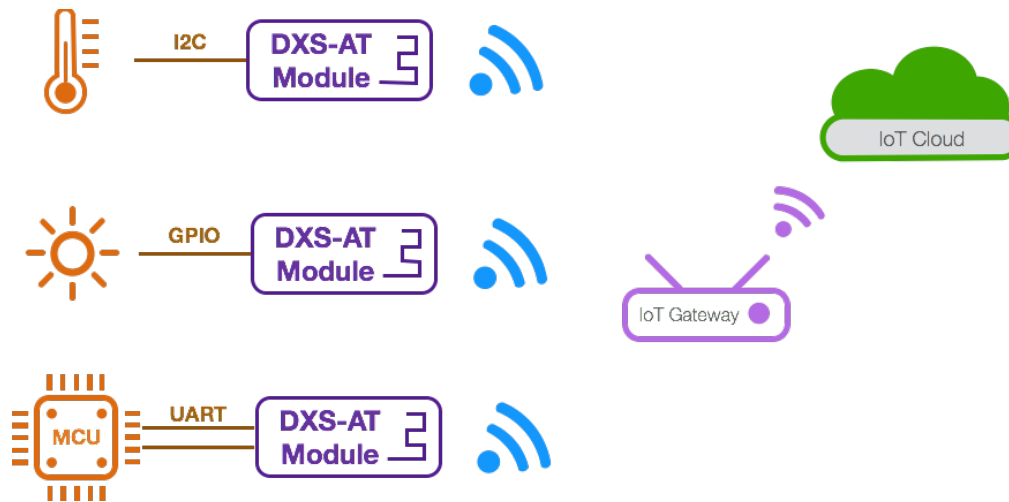 I2C
DXS-AT
Module
IoT Cloud
GPIO
DXS-AT
Module
IoT Gateway
MCU
UART
DXS-AT
Module